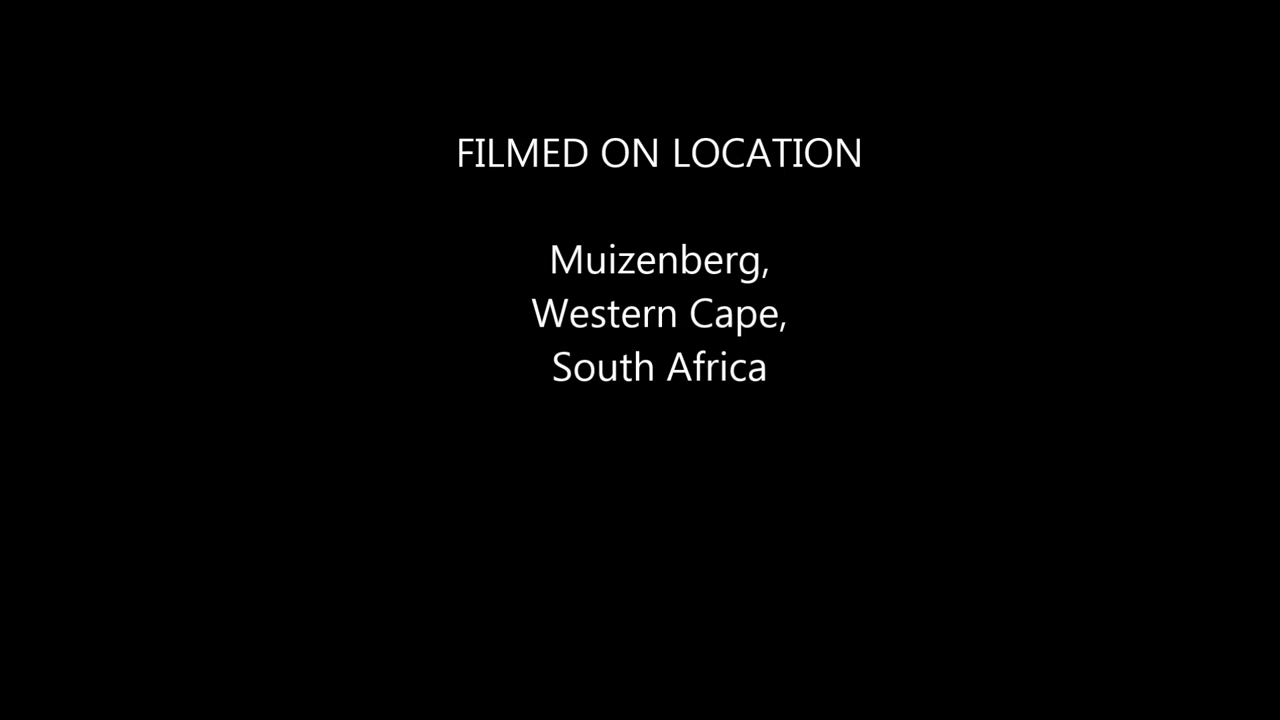 FILMED ON LOCATION
Muizenberg,
Western Cape,
South Africa